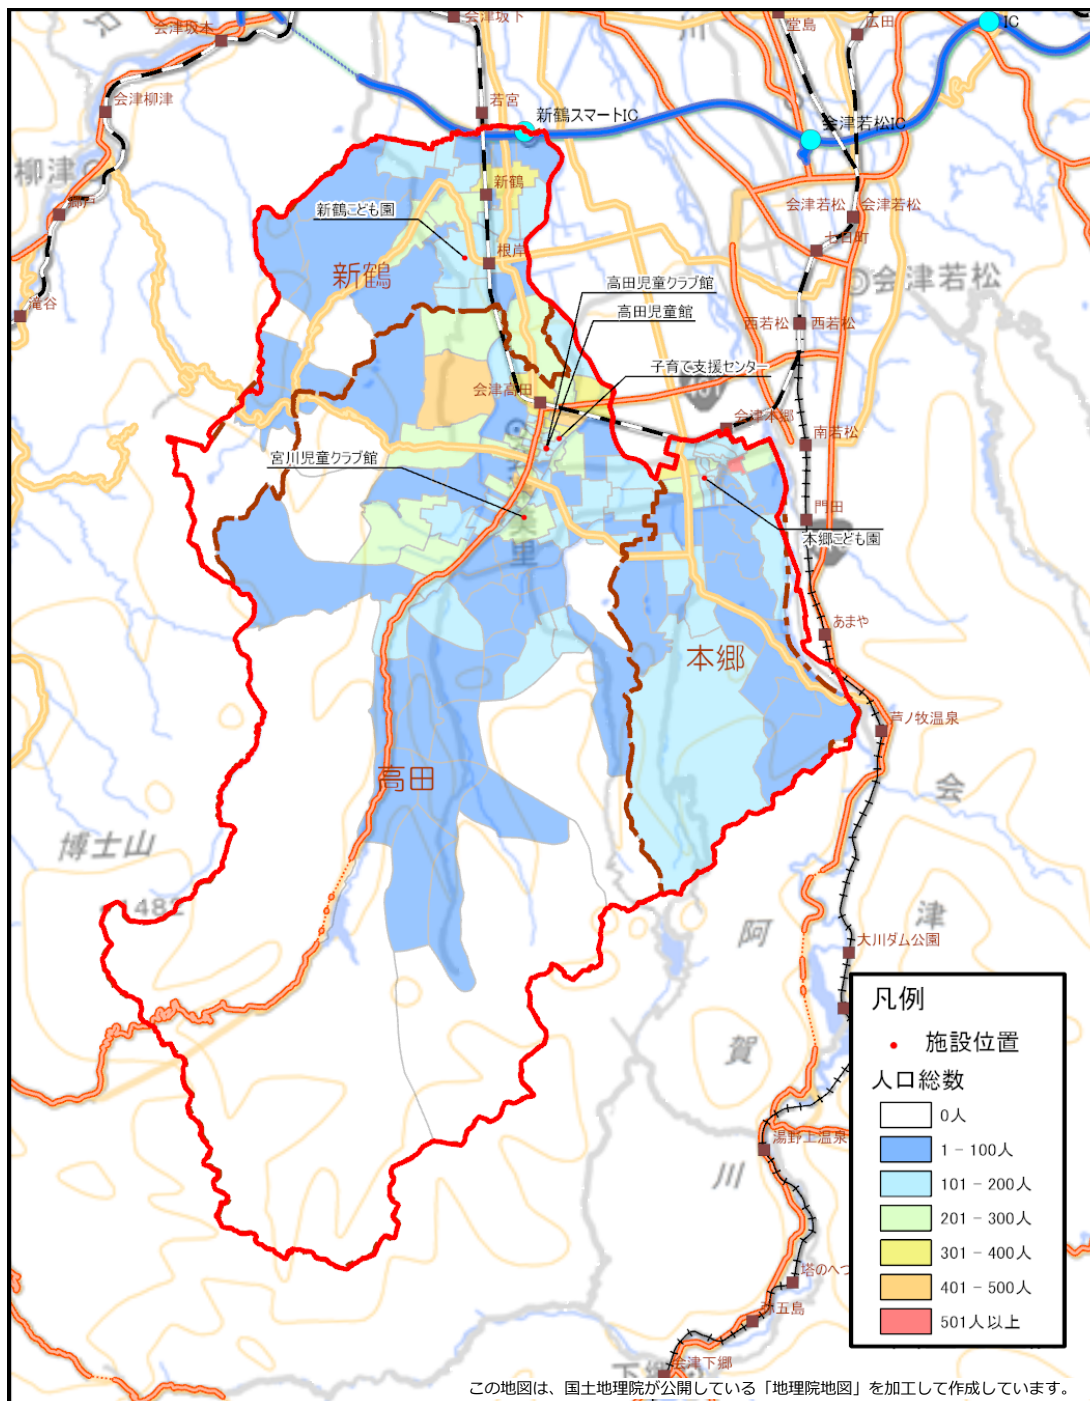 会津坂本
会津坂下
川
堂島
広田
IC
会津柳津
若宮
新鶴スマートIC
会津若松IC
柳津
新鶴
会津若松
会津若松
七日町
新鶴こども園
根岸
新鶴
高田児童クラブ館
会津若松
滝谷
高田児童館
西若松
西若松
子育て支援センター
会津高田
会津本郷
南若松
宮川児童クラブ館
門田
本郷こども園
里
あまや
本郷
芦ノ牧温泉
高田
会
博士山
1482
津
阿
大川ダム公園
賀
川
湯野上温泉
塔のへつ
弥五島
会津下郷
凡例
施設位置
人口総数
0人
1 - 100人
101 - 200人
201 - 300人
301 - 400人
401 - 500人
501人以上
この地図は、国土地理院が公開している「地理院地図」を加工して作成しています。